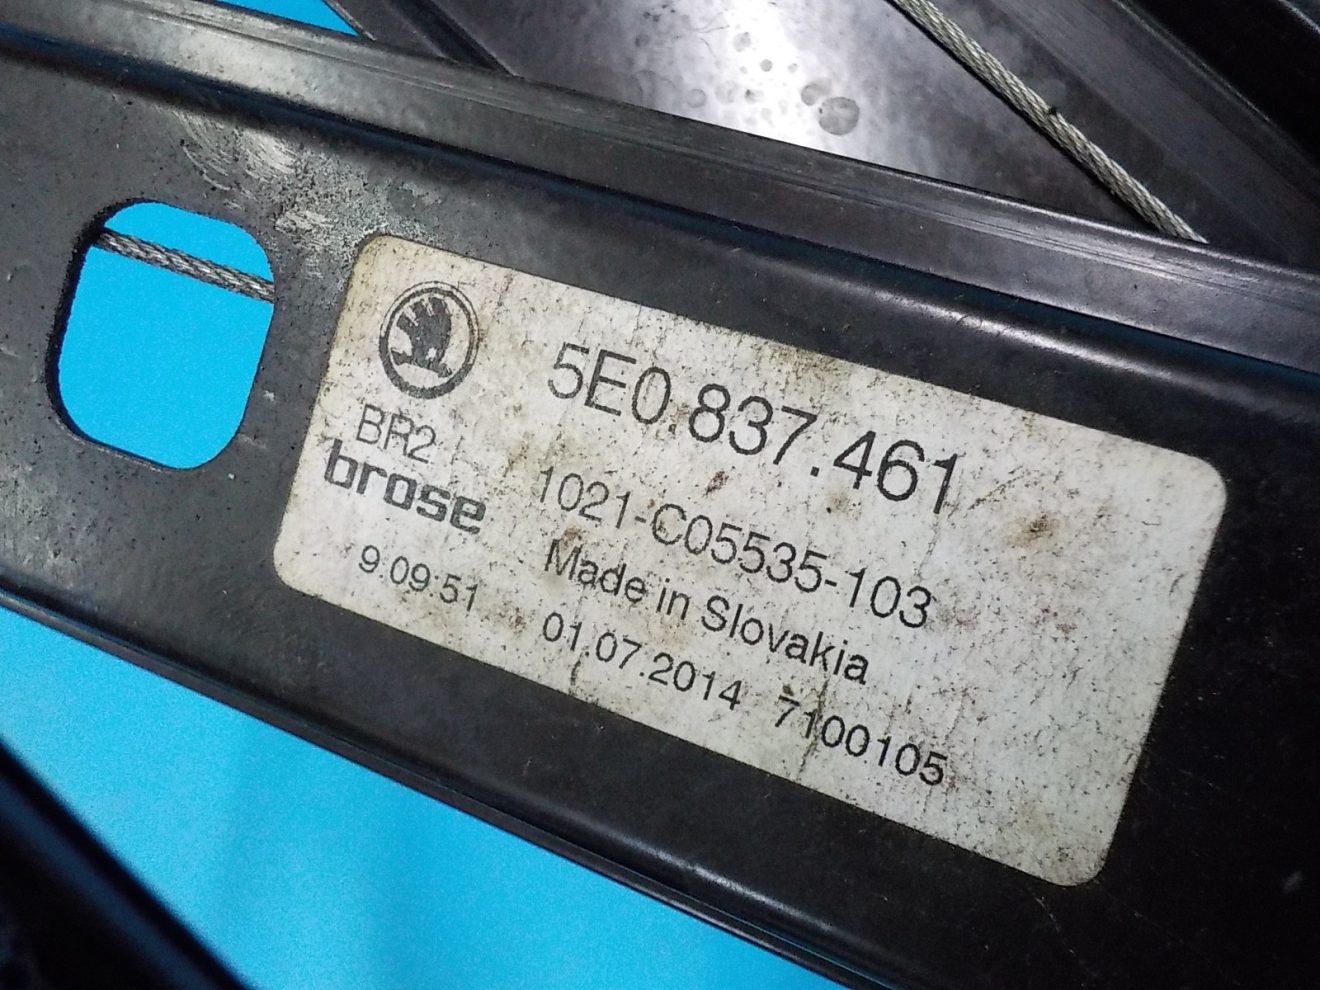 5E0.837.461
BR2
brose
1021-C05535-103
Made in Slovakia
9:09:51 01.07.2014 7100105